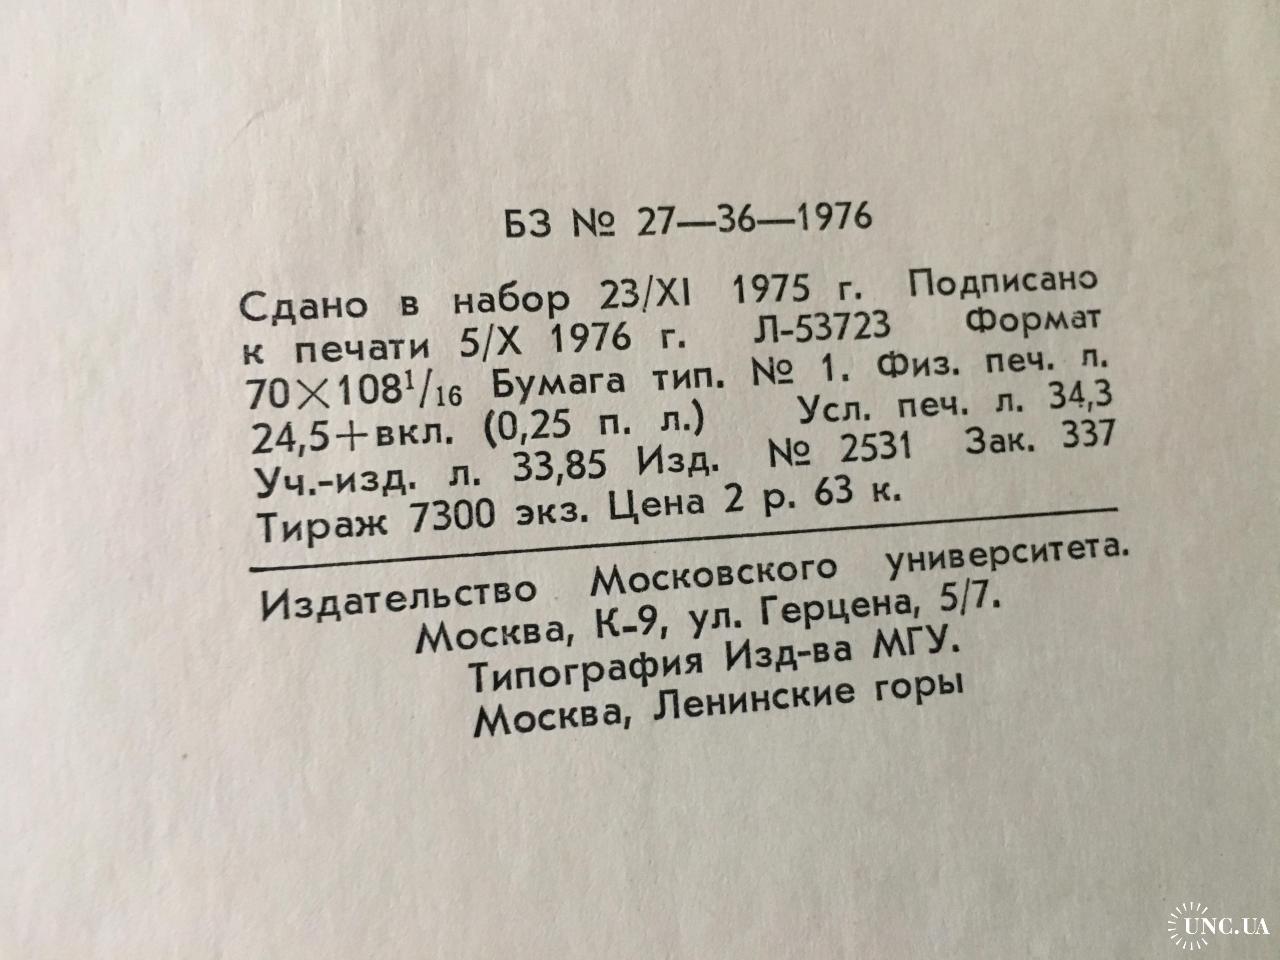 БЗ № 27—36—1976
Сдано в набор 23/XI 1975 г. Подписано
к печати 5/X 1976 г. Л-53723 Формат
70×108¹/₁₆ Бумага тип. № 1. Физ. печ. л.
24,5+вкл. (0,25 п. л.) Усл. печ. л. 34,3
Уч.-изд. л. 33,85 Изд. № 2531 Зак. 337
Тираж 7300 экз. Цена 2 р. 63 к.
Издательство Московского университета.
Москва, К-9, ул. Герцена, 5/7.
Типография Изд-ва МГУ.
Москва, Ленинские горы
UNC.UA